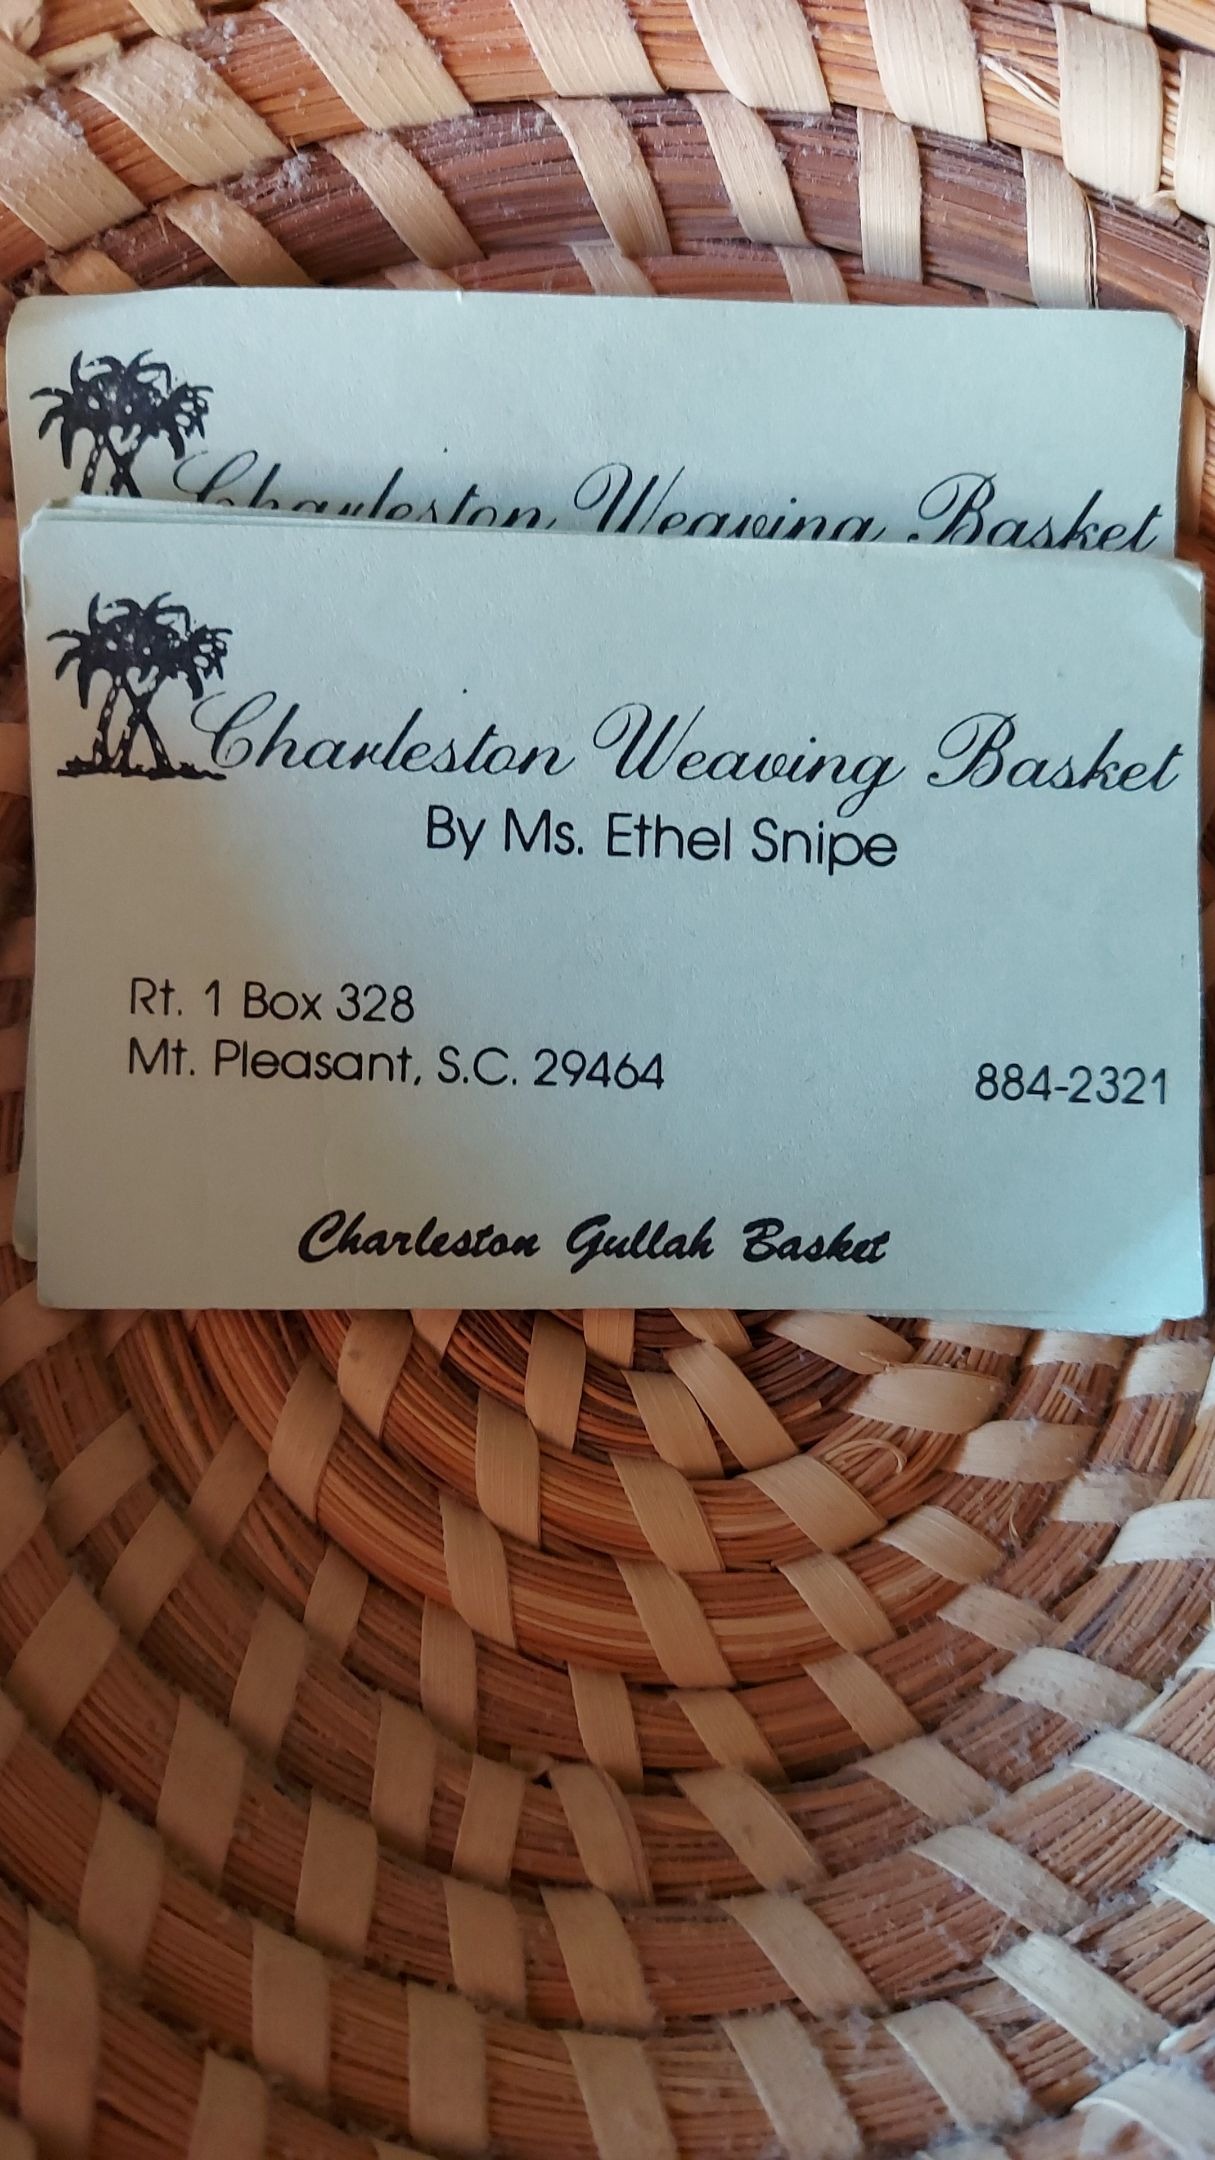 Charleston Weaving Basket
Charleston Weaving Basket
By Ms. Ethel Snipe
Rt. 1 Box 328
Mt. Pleasant, S.C. 29464
884-2321
Charleston Gullah Basket